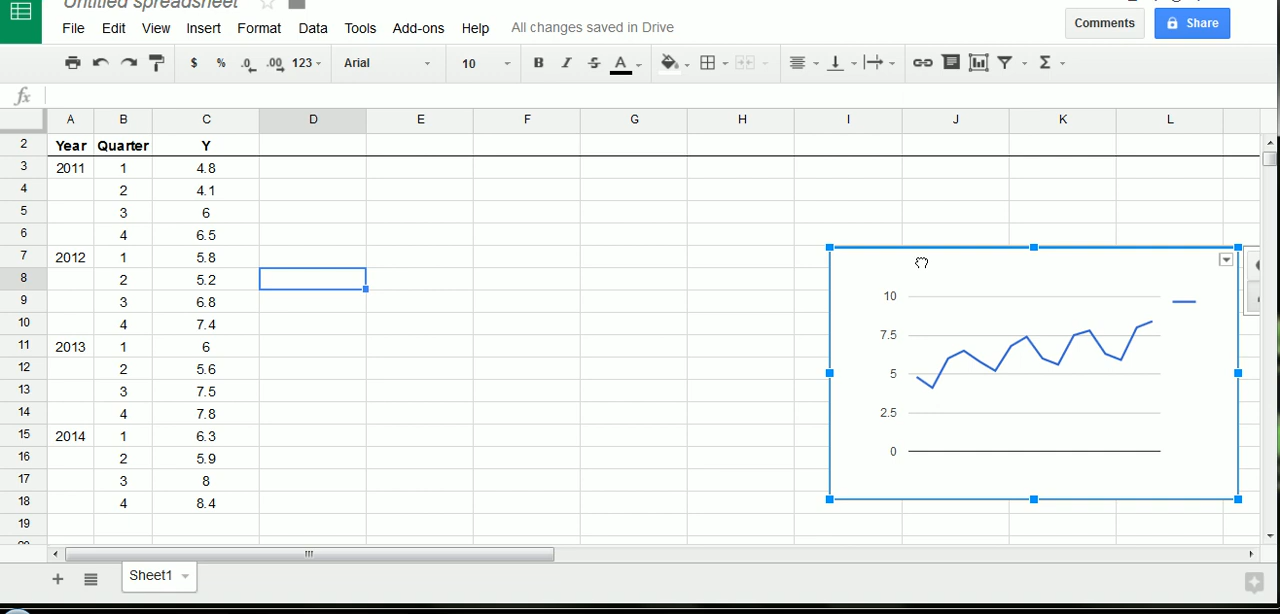 Untitled spreadsheet
File Edit View Insert Format Data Tools Add-ons Help All changes saved in Drive
Comments Share
$ % .0 .00 123 Arial 10 B I S A Σ
fx
A B C D E F G H I J K L
2 Year Quarter Y
3 2011 1 4.8
4 2 4.1
5 3 6
6 4 6.5
7 2012 1 5.8
8 2 5.2
9 3 6.8
10 4 7.4
11 2013 1 6
12 2 5.6
13 3 7.5
14 4 7.8
15 2014 1 6.3
16 2 5.9
17 3 8
18 4 8.4
19
10
7.5
5
2.5
0
Sheet1